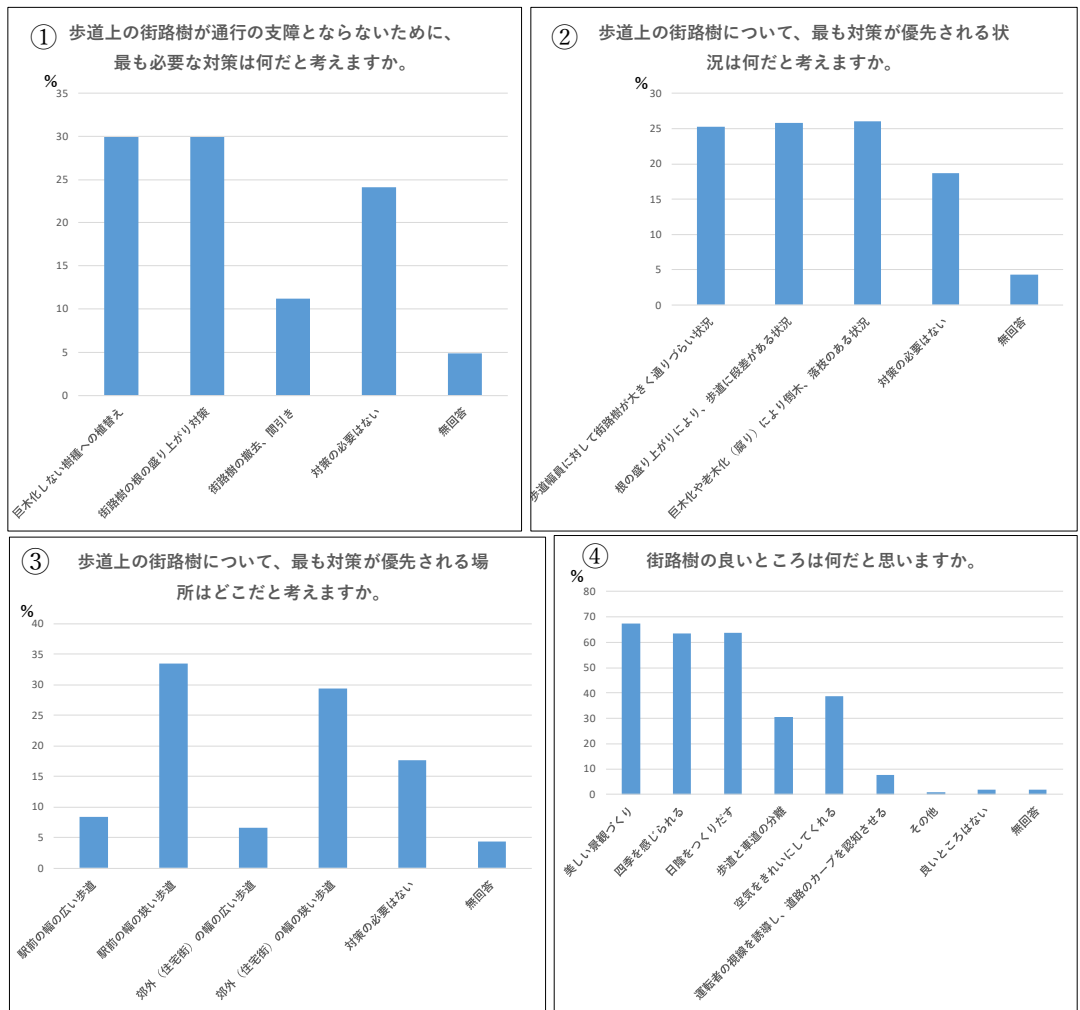 ① 歩道上の街路樹が通行の支障とならないために、
最も必要な対策は何だと考えますか。
%
35
30
25
20
15
10
5
0
巨木化しない樹種への植替え
街路樹の根の盛り上がり対策
街路樹の撤去、間引き
対策の必要はない
無回答
② 歩道上の街路樹について、最も対策が優先される状
況は何だと考えますか。
%
30
25
20
15
10
5
0
歩道幅員に対して街路樹が大きく通りづらい状況
根の盛り上がりにより、歩道に段差がある状況
巨木化や老木化（腐り）により倒木、落枝のある状況
対策の必要はない
無回答
③ 歩道上の街路樹について、最も対策が優先される場
所はどこだと考えますか。
%
40
35
30
25
20
15
10
5
0
駅前の幅の広い歩道
駅前の幅の狭い歩道
郊外（住宅街）の幅の広い歩道
郊外（住宅街）の幅の狭い歩道
対策の必要はない
無回答
④ 街路樹の良いところは何だと思いますか。
%
80
70
60
50
40
30
20
10
0
美しい景観づくり
四季を感じられる
日陰をつくりだす
歩道と車道の分離
空気をきれいにしてくれる
運転者の視線を誘導し、道路のカーブを認知させる
その他
良いところはない
無回答